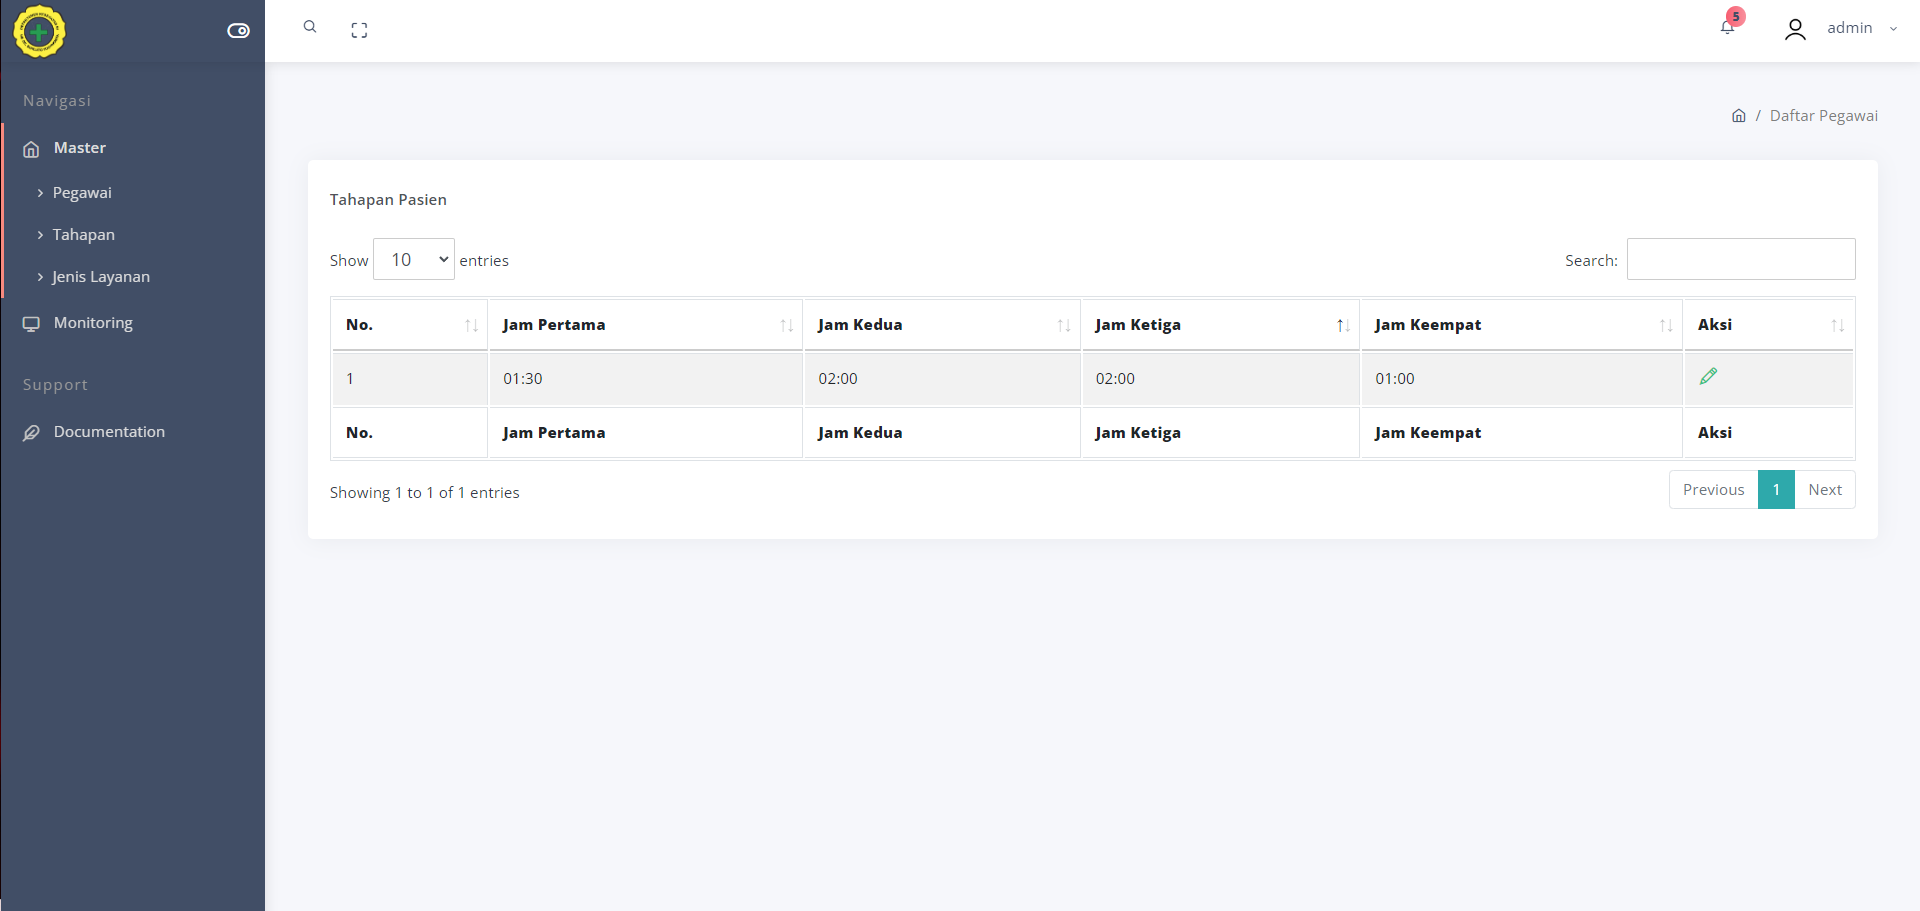 5
admin
Navigasi
Master
Pegawai
Tahapan
Jenis Layanan
Monitoring
Support
Documentation
/ Daftar Pegawai
Tahapan Pasien
Show 10 entries
Search:
No. Jam Pertama Jam Kedua Jam Ketiga Jam Keempat Aksi
1 01:30 02:00 02:00 01:00
No. Jam Pertama Jam Kedua Jam Ketiga Jam Keempat Aksi
Showing 1 to 1 of 1 entries
Previous 1 Next